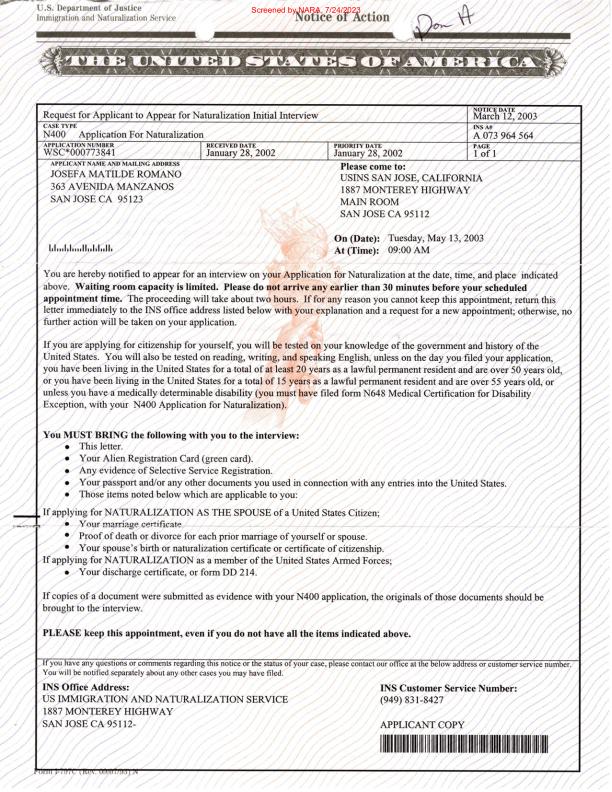 U.S. Department of Justice
Immigration and Naturalization Service
Screened by NARA, 7/24/2023
Notice of Action
Don H
THE UNITED STATES OF AMERICA
Request for Applicant to Appear for Naturalization Initial Interview
NOTICE DATE
March 12, 2003
CASE TYPE
N400 Application For Naturalization
INS A#
A 073 964 564
APPLICATION NUMBER
WSC*000773841
RECEIVED DATE
January 28, 2002
PRIORITY DATE
January 28, 2002
PAGE
1 of 1
APPLICANT NAME AND MAILING ADDRESS
JOSEFA MATILDE ROMANO
363 AVENIDA MANZANOS
SAN JOSE CA 95123
Please come to:
USINS SAN JOSE, CALIFORNIA
1887 MONTEREY HIGHWAY
MAIN ROOM
SAN JOSE CA 95112
On (Date): Tuesday, May 13, 2003
At (Time): 09:00 AM
You are hereby notified to appear for an interview on your Application for Naturalization at the date, time, and place indicated
above. Waiting room capacity is limited. Please do not arrive any earlier than 30 minutes before your scheduled
appointment time. The proceeding will take about two hours. If for any reason you cannot keep this appointment, return this
letter immediately to the INS office address listed below with your explanation and a request for a new appointment; otherwise, no
further action will be taken on your application.
If you are applying for citizenship for yourself, you will be tested on your knowledge of the government and history of the
United States. You will also be tested on reading, writing, and speaking English, unless on the day you filed your application,
you have been living in the United States for a total of at least 20 years as a lawful permanent resident and are over 50 years old,
or you have been living in the United States for a total of 15 years as a lawful permanent resident and are over 55 years old, or
unless you have a medically determinable disability (you must have filed form N648 Medical Certification for Disability
Exception, with your N400 Application for Naturalization).
You MUST BRING the following with you to the interview:
• This letter.
• Your Alien Registration Card (green card).
• Any evidence of Selective Service Registration.
• Your passport and/or any other documents you used in connection with any entries into the United States.
• Those items noted below which are applicable to you:
If applying for NATURALIZATION AS THE SPOUSE of a United States Citizen;
• Your marriage certificate.
• Proof of death or divorce for each prior marriage of yourself or spouse.
• Your spouse's birth or naturalization certificate or certificate of citizenship.
If applying for NATURALIZATION as a member of the United States Armed Forces;
• Your discharge certificate, or form DD 214.
If copies of a document were submitted as evidence with your N400 application, the originals of those documents should be
brought to the interview.
PLEASE keep this appointment, even if you do not have all the items indicated above.
If you have any questions or comments regarding this notice or the status of your case, please contact our office at the below address or customer service number.
You will be notified separately about any other cases you may have filed.
INS Office Address:
US IMMIGRATION AND NATURALIZATION SERVICE
1887 MONTEREY HIGHWAY
SAN JOSE CA 95112-
INS Customer Service Number:
(949) 831-8427
APPLICANT COPY
Form I-797C (Rev. 09/07/93) N